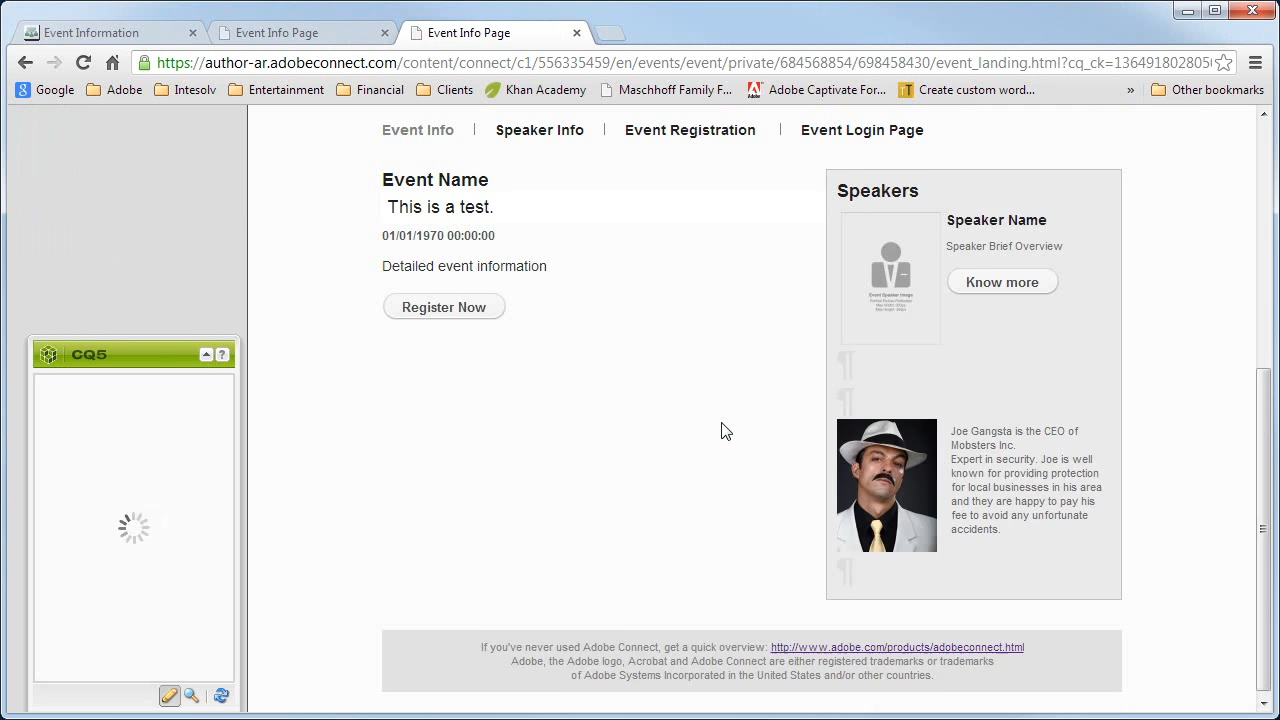 Event Information
Event Info Page
Event Info Page
https://author-ar.adobeconnect.com/content/connect/c1/556335459/en/events/event/private/684568854/698458430/event_landing.html?cq_ck=136491802805
Google
Adobe
Intesolv
Entertainment
Financial
Clients
Khan Academy
Maschhoff Family F...
Adobe Captivate For...
Create custom word...
»
Other bookmarks
Event Info
Speaker Info
Event Registration
Event Login Page
Event Name
This is a test.
01/01/1970 00:00:00
Detailed event information
Register Now
Speakers
Speaker Name
Speaker Brief Overview
Know more
Event Speaker Image
¶
¶
Joe Gangsta is the CEO of
Mobsters Inc.
Expert in security. Joe is well
known for providing protection
for local businesses in his area
and they are happy to pay his
fee to avoid any unfortunate
accidents.
¶
CQ5
?
If you've never used Adobe Connect, get a quick overview: http://www.adobe.com/products/adobeconnect.html
Adobe, the Adobe logo, Acrobat and Adobe Connect are either registered trademarks or trademarks
of Adobe Systems Incorporated in the United States and/or other countries.